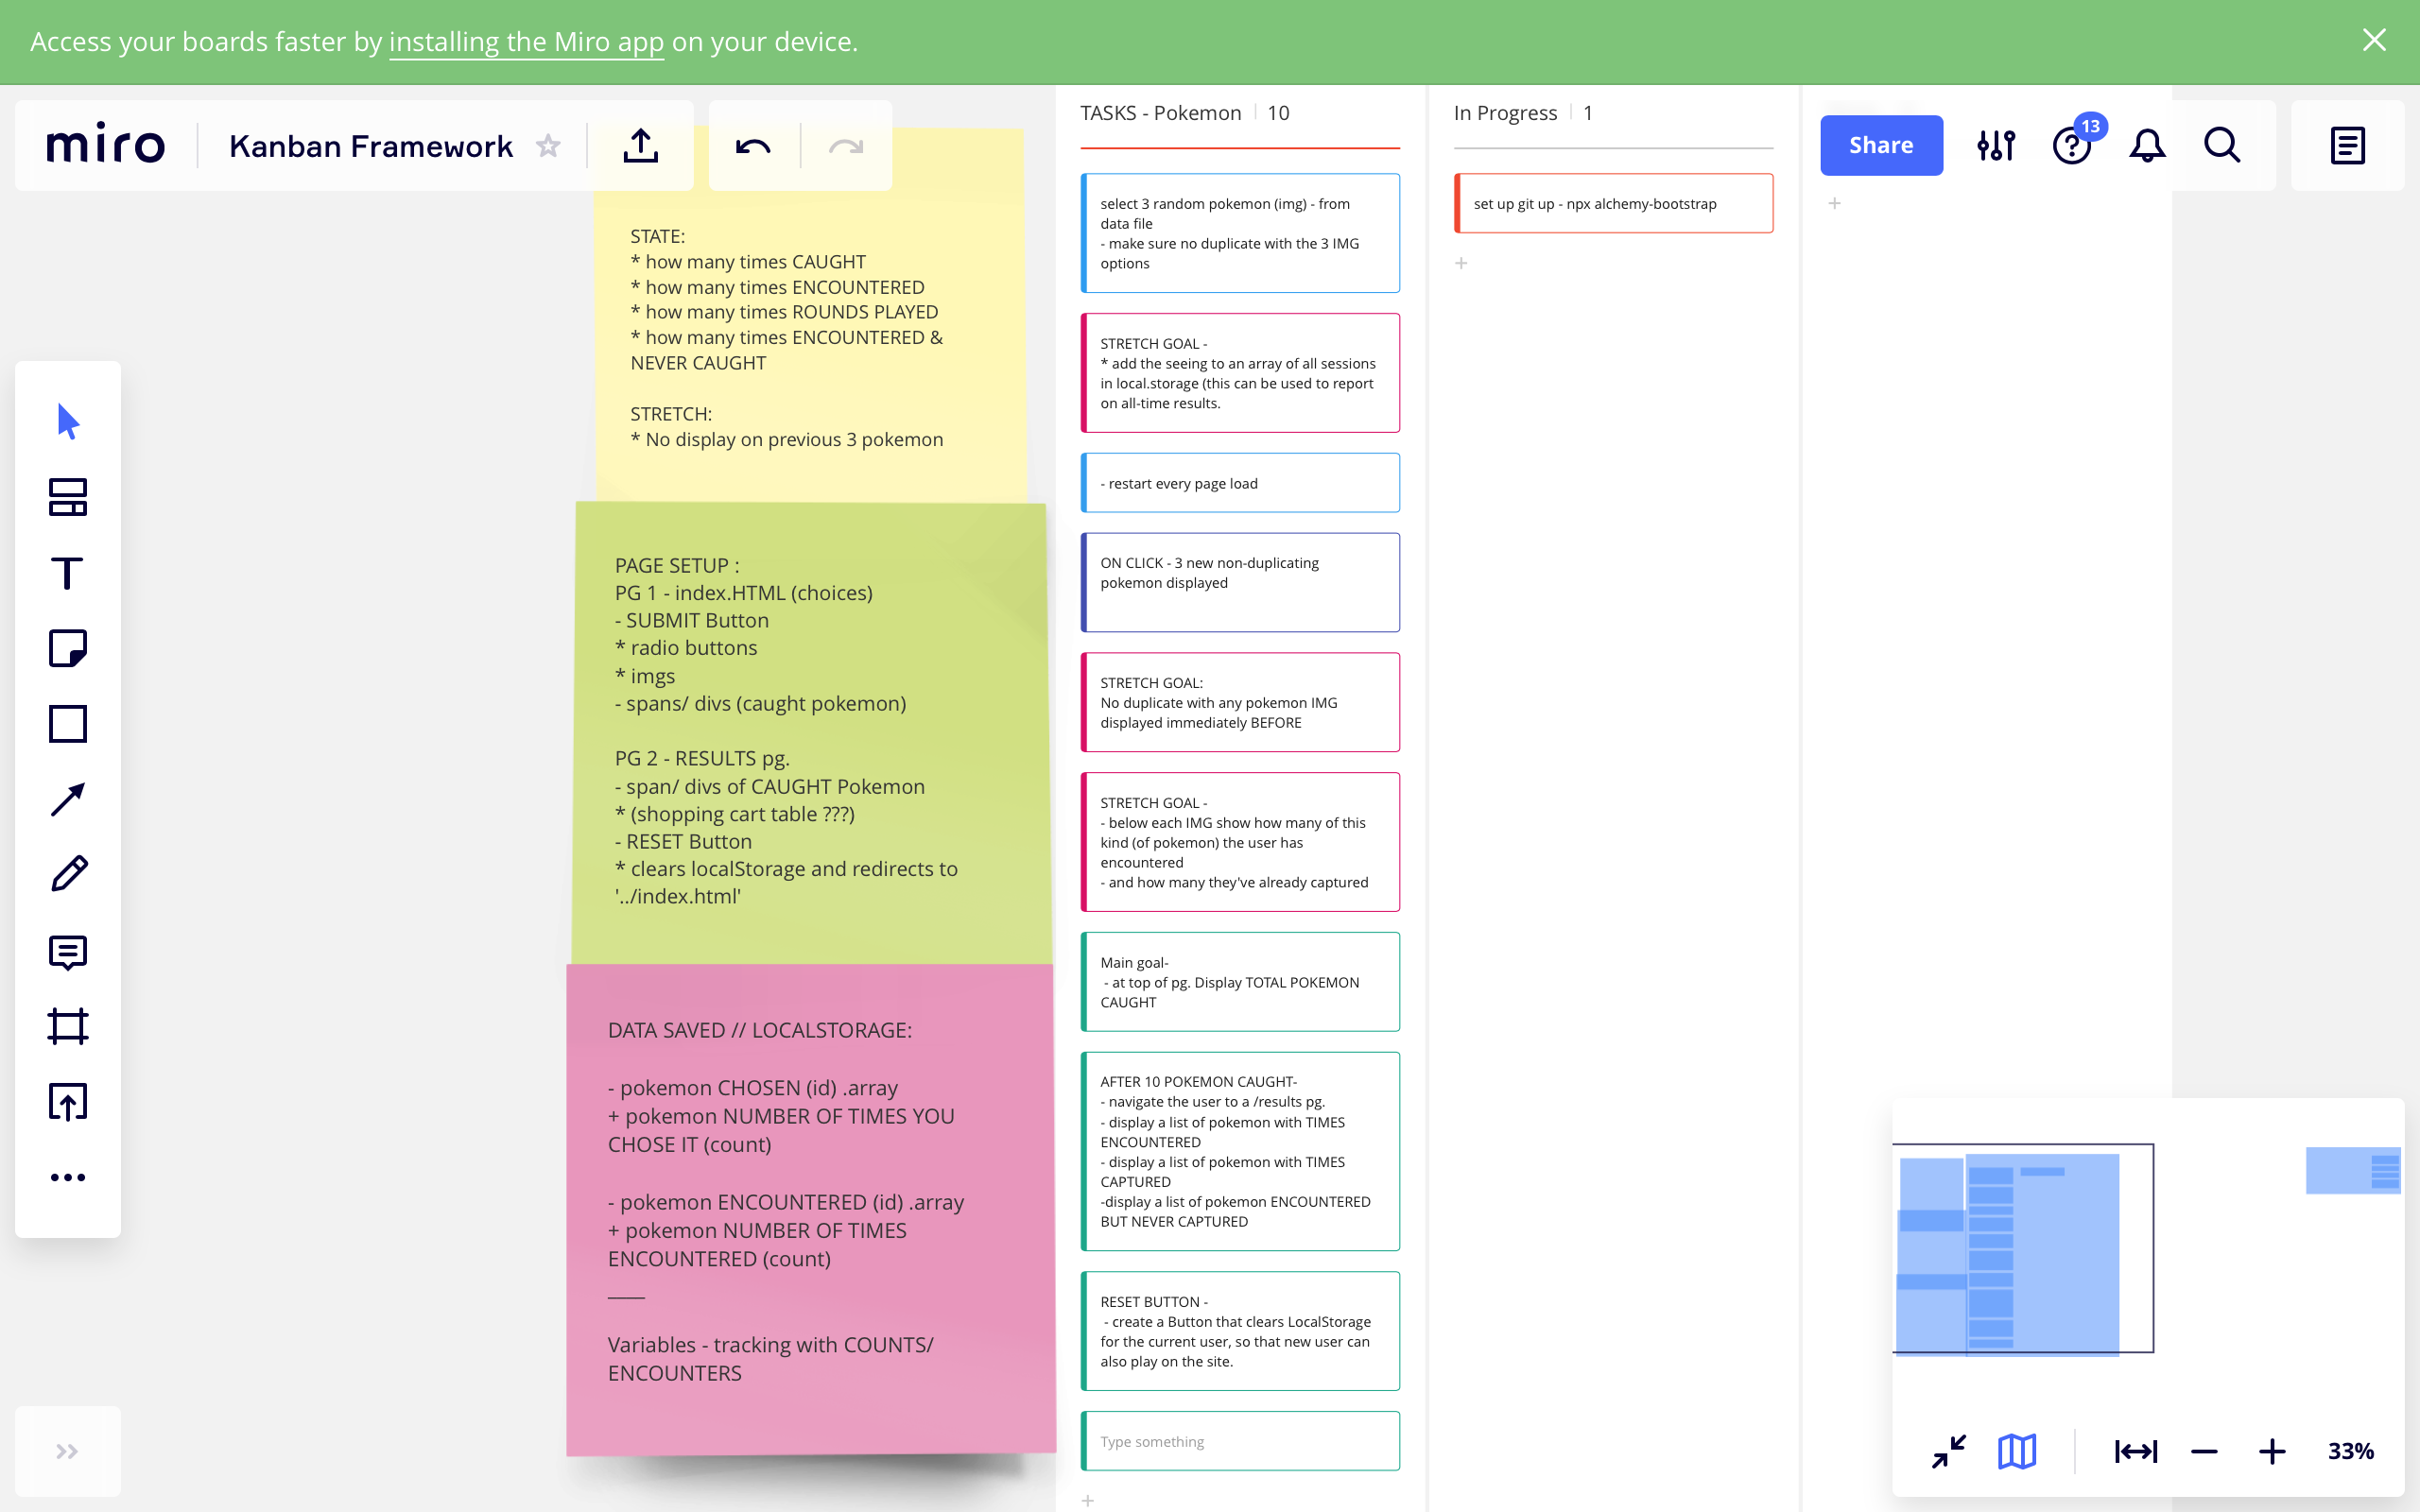 Access your boards faster by installing the Miro app on your device.
miro
Kanban Framework
Share
13
STATE:
* how many times CAUGHT
* how many times ENCOUNTERED
* how many times ROUNDS PLAYED
* how many times ENCOUNTERED &
NEVER CAUGHT
STRETCH:
* No display on previous 3 pokemon
PAGE SETUP :
PG 1 - index.HTML (choices)
- SUBMIT Button
* radio buttons
* imgs
- spans/ divs (caught pokemon)
PG 2 - RESULTS pg.
- span/ divs of CAUGHT Pokemon
* (shopping cart table ???)
- RESET Button
* clears localStorage and redirects to
'../index.html'
DATA SAVED // LOCALSTORAGE:
- pokemon CHOSEN (id) .array
+ pokemon NUMBER OF TIMES YOU
CHOSE IT (count)
- pokemon ENCOUNTERED (id) .array
+ pokemon NUMBER OF TIMES
ENCOUNTERED (count)
____
Variables - tracking with COUNTS/
ENCOUNTERS
TASKS - Pokemon | 10
select 3 random pokemon (img) - from
data file
- make sure no duplicate with the 3 IMG
options
STRETCH GOAL -
* add the seeing to an array of all sessions
in local.storage (this can be used to report
on all-time results.
- restart every page load
ON CLICK - 3 new non-duplicating
pokemon displayed
STRETCH GOAL:
No duplicate with any pokemon IMG
displayed immediately BEFORE
STRETCH GOAL -
- below each IMG show how many of this
kind (of pokemon) the user has
encountered
- and how many they've already captured
Main goal-
- at top of pg. Display TOTAL POKEMON
CAUGHT
AFTER 10 POKEMON CAUGHT-
- navigate the user to a /results pg.
- display a list of pokemon with TIMES
ENCOUNTERED
- display a list of pokemon with TIMES
CAPTURED
-display a list of pokemon ENCOUNTERED
BUT NEVER CAPTURED
RESET BUTTON -
- create a Button that clears LocalStorage
for the current user, so that new user can
also play on the site.
Type something
In Progress | 1
set up git up - npx alchemy-bootstrap
33%